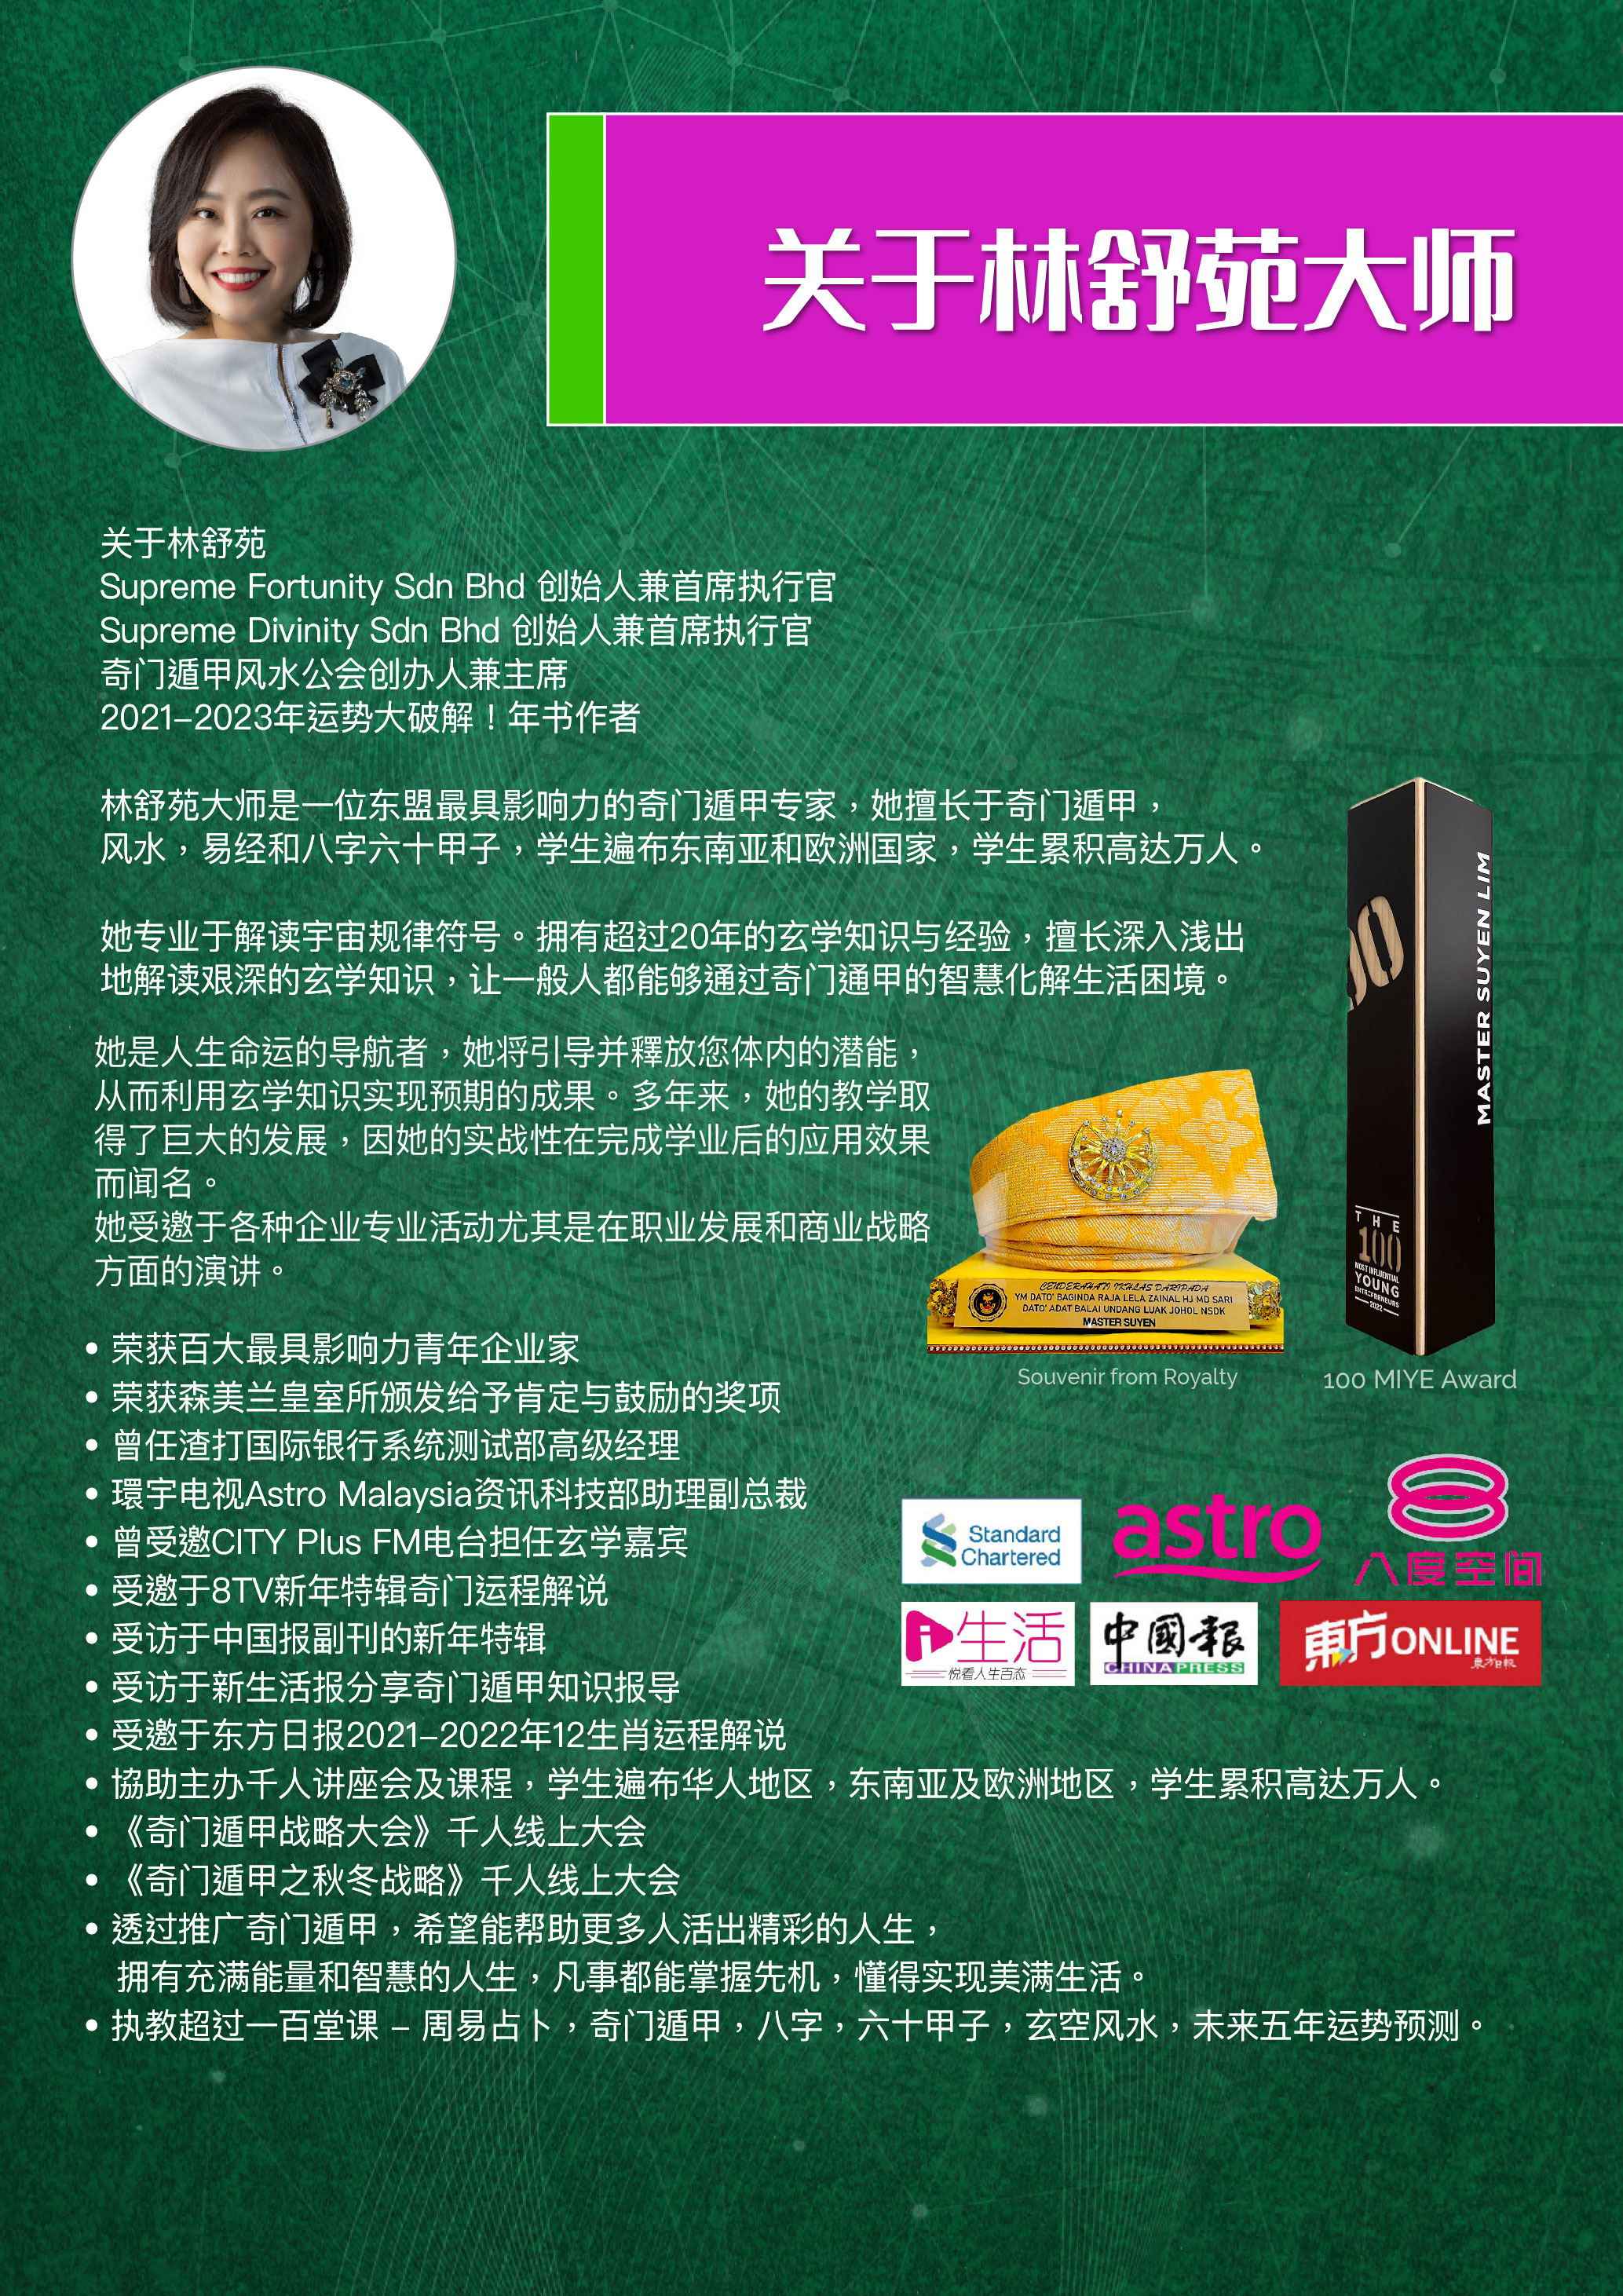 关于林舒苑大师
关于林舒苑
Supreme Fortunity Sdn Bhd 创始人兼首席执行官
Supreme Divinity Sdn Bhd 创始人兼首席执行官
奇门遁甲风水公会创办人兼主席
2021-2023年运势大破解！年书作者
林舒苑大师是一位东盟最具影响力的奇门遁甲专家，她擅长于奇门遁甲，
风水，易经和八字六十甲子，学生遍布东南亚和欧洲国家，学生累积高达万人。
她专业于解读宇宙规律符号。拥有超过20年的玄学知识与经验，擅长深入浅出
地解读艰深的玄学知识，让一般人都能够通过奇门通甲的智慧化解生活困境。
她是人生命运的导航者，她将引导并釋放您体内的潜能，
从而利用玄学知识实现预期的成果。多年来，她的教学取
得了巨大的发展，因她的实战性在完成学业后的应用效果
而闻名。
她受邀于各种企业专业活动尤其是在职业发展和商业战略
方面的演讲。
CENDERAHATI IKHLAS DARIPADA
YM DATO' BAGINDA RAJA LELA ZAINAL HJ MD SARI
DATO' ADAT BALAI UNDANG LUAK JOHOL NSDK
MASTER SUYEN
Souvenir from Royalty
MASTER SUYEN LIM
THE
100
MOST INFLUENTIAL
YOUNG
ENTREPRENEURS
2022
100 MIYE Award
• 荣获百大最具影响力青年企业家
• 荣获森美兰皇室所颁发给予肯定与鼓励的奖项
• 曾任渣打国际银行系统测试部高级经理
• 環宇电视Astro Malaysia资讯科技部助理副总裁
• 曾受邀CITY Plus FM电台担任玄学嘉宾
• 受邀于8TV新年特辑奇门运程解说
• 受访于中国报副刊的新年特辑
• 受访于新生活报分享奇门遁甲知识报导
• 受邀于东方日报2021-2022年12生肖运程解说
• 協助主办千人讲座会及课程，学生遍布华人地区，东南亚及欧洲地区，学生累积高达万人。
• 《奇门遁甲战略大会》千人线上大会
• 《奇门遁甲之秋冬战略》千人线上大会
• 透过推广奇门遁甲，希望能帮助更多人活出精彩的人生，
拥有充满能量和智慧的人生，凡事都能掌握先机，懂得实现美满生活。
• 执教超过一百堂课 - 周易占卜，奇门遁甲，八字，六十甲子，玄空风水，未来五年运势预测。
Standard
Chartered
astro
八度空间
i生活
悦看人生百态
中國報
CHINA PRESS
東方ONLINE
東方日報